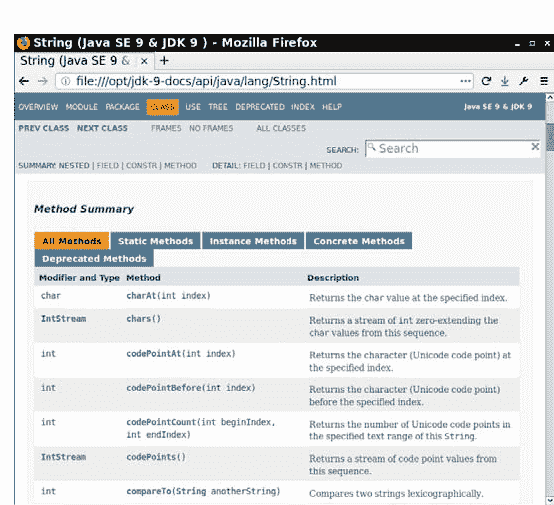 String (Java SE 9 & JDK 9 ) - Mozilla Firefox
String (Java SE 9 &
file:///opt/jdk-9-docs/api/java/lang/String.html
OVERVIEW MODULE PACKAGE CLASS USE TREE DEPRECATED INDEX HELP Java SE 9 & JDK 9
PREV CLASS NEXT CLASS FRAMES NO FRAMES ALL CLASSES
SEARCH: Search
SUMMARY: NESTED | FIELD | CONSTR | METHOD DETAIL: FIELD | CONSTR | METHOD
Method Summary
All Methods Static Methods Instance Methods Concrete Methods
Deprecated Methods
Modifier and Type Method Description
char charAt(int index) Returns the char value at the specified index.
IntStream chars() Returns a stream of int zero-extending the
char values from this sequence.
int codePointAt(int index) Returns the character (Unicode code point) at
the specified index.
int codePointBefore(int index) Returns the character (Unicode code point)
before the specified index.
int codePointCount(int beginIndex, Returns the number of Unicode code points in
int endIndex) the specified text range of this String.
IntStream codePoints() Returns a stream of code point values from
this sequence.
int compareTo(String anotherString) Compares two strings lexicographically.